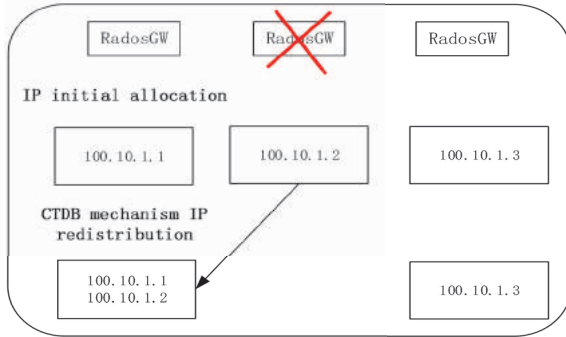 RadosGW
RadosGW
RadosGW
IP initial allocation
100.10.1.1
100.10.1.2
100.10.1.3
CTDB mechanism IP
redistribution
100.10.1.1
100.10.1.2
100.10.1.3